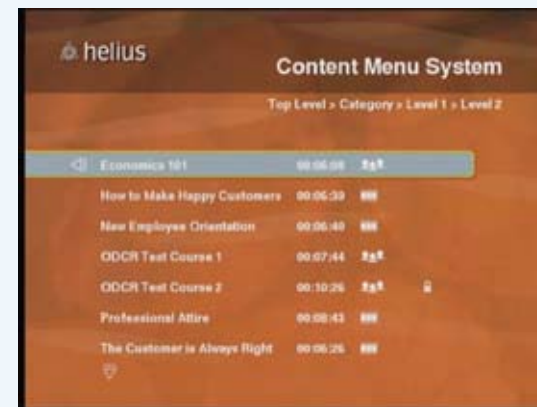 helius
Content Menu System
Top Level > Category > Level 1 > Level 2
Economics 101 00:06:08
How to Make Happy Customers 00:06:39
New Employee Orientation 00:06:40
ODCR Test Course 1 00:07:44
ODCR Test Course 2 00:10:26
Professional Attire 00:08:43
The Customer is Always Right 00:06:26